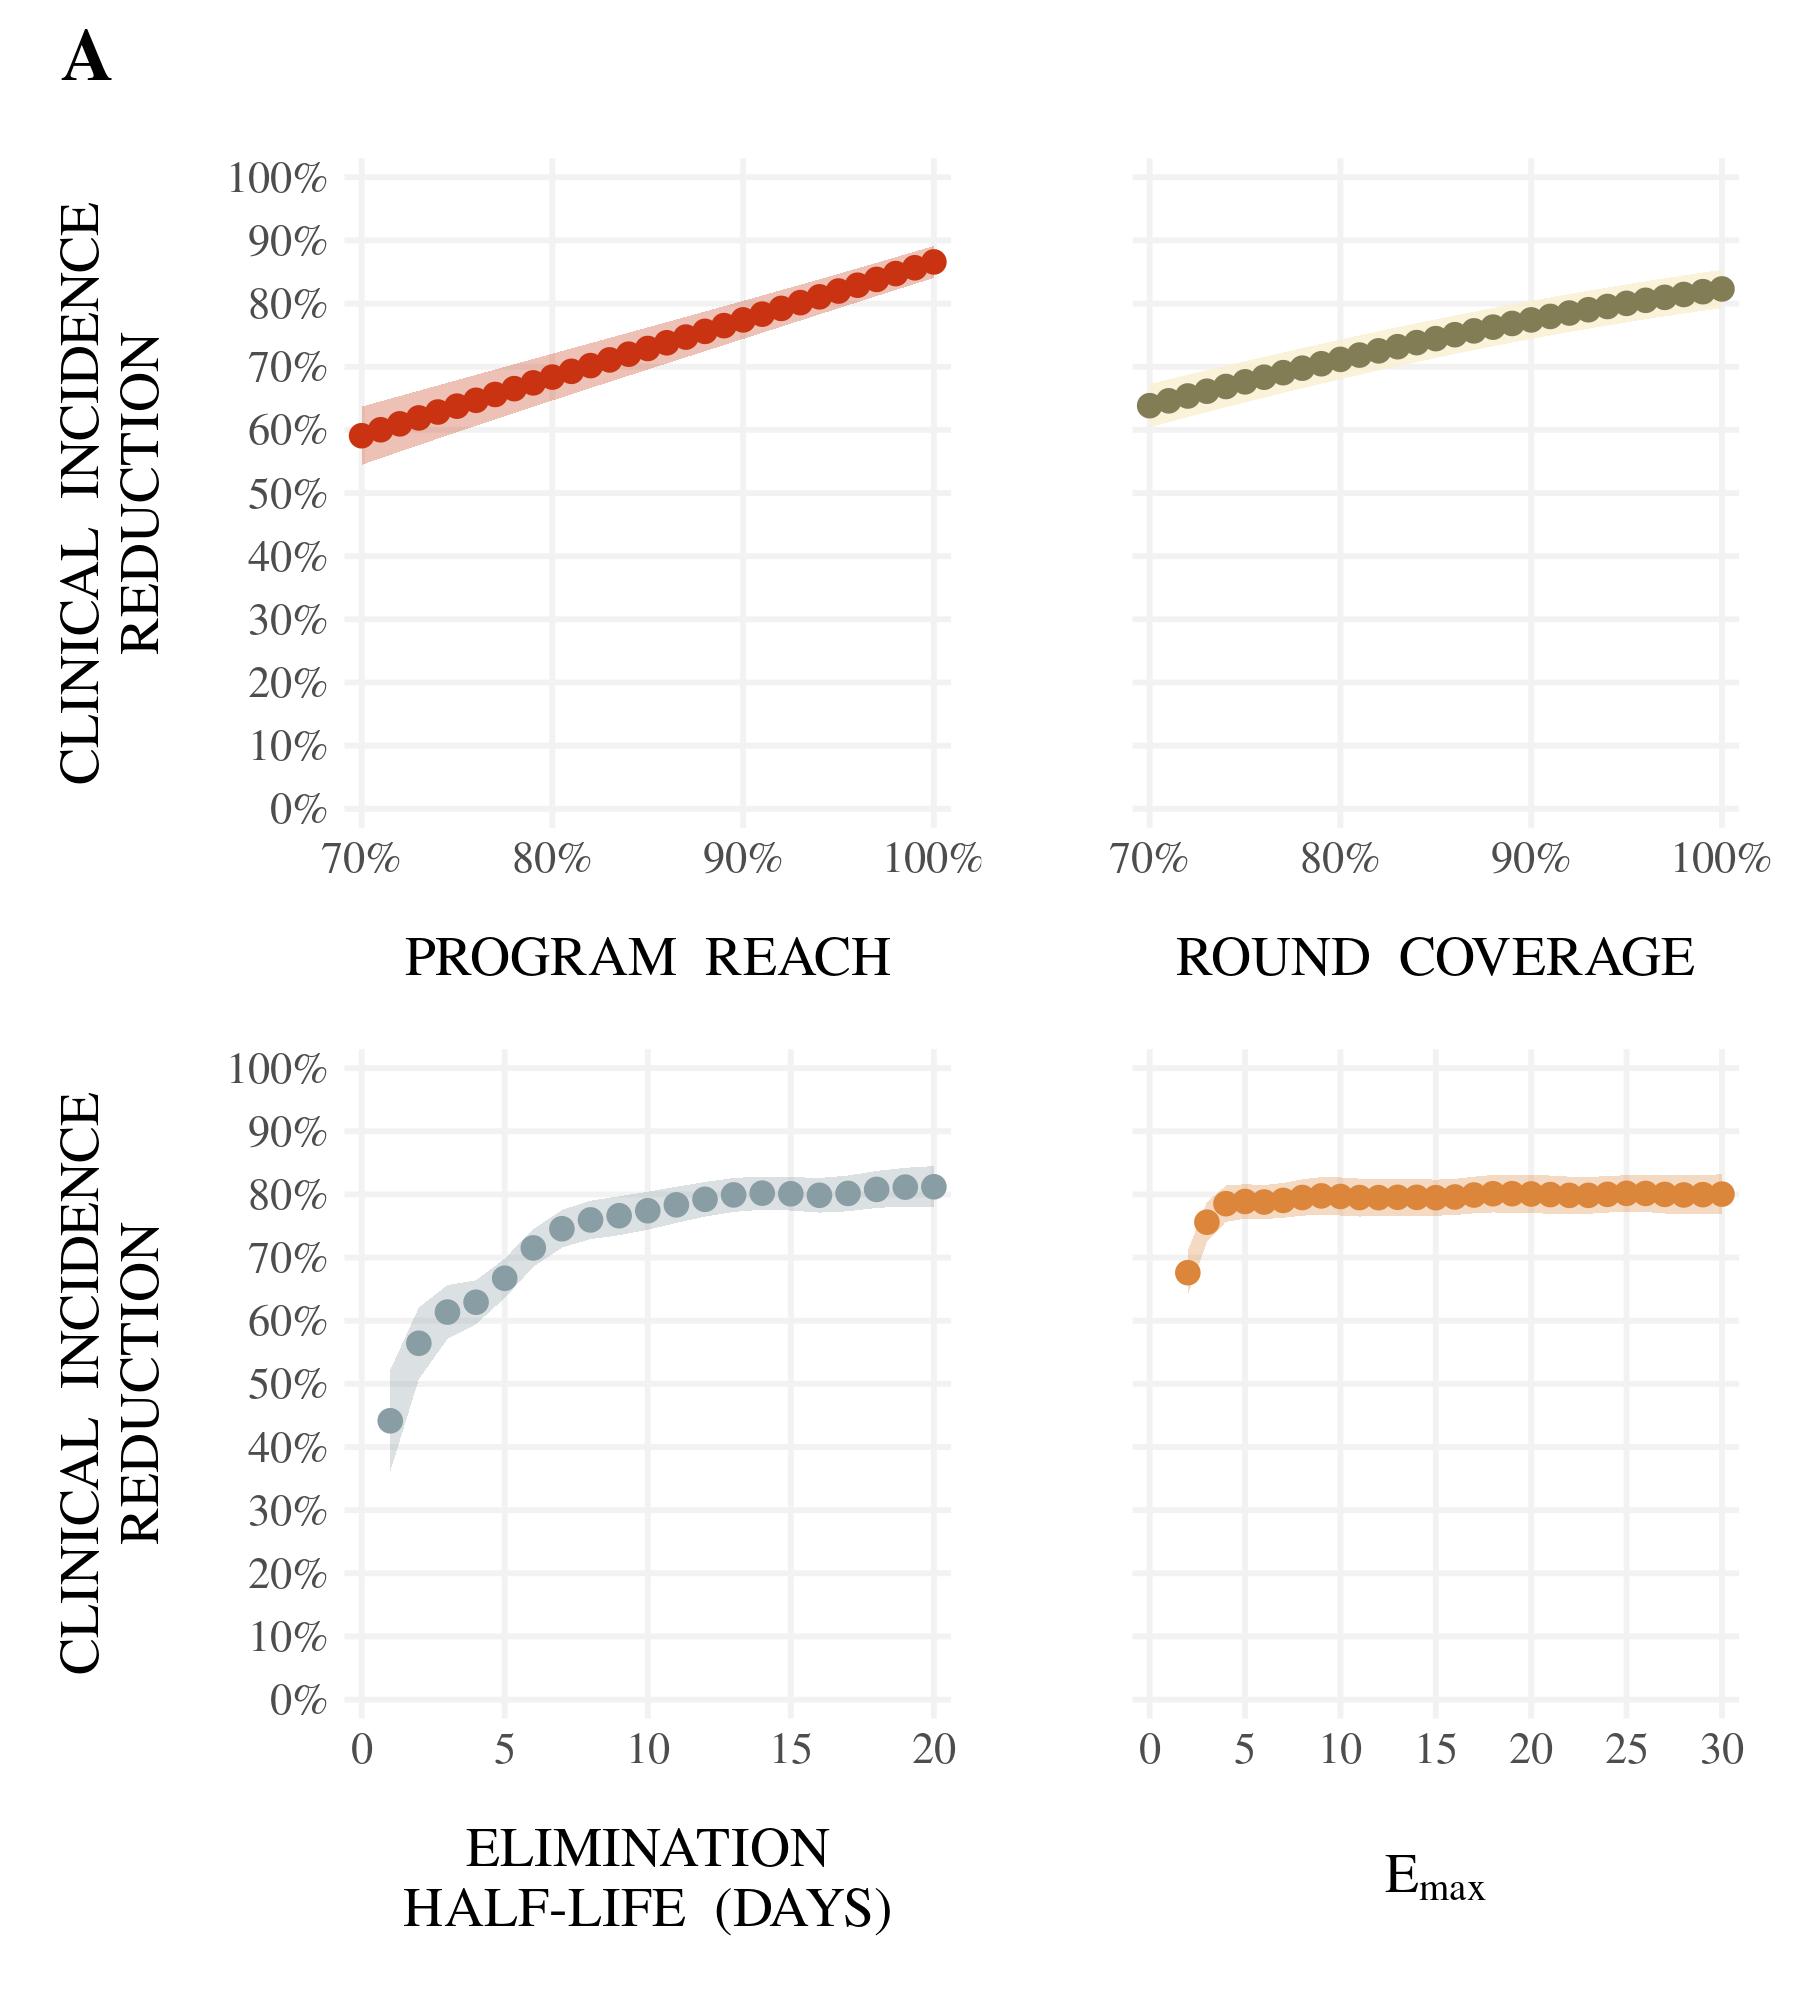 A
CLINICAL INCIDENCE
REDUCTION
100%
90%
80%
70%
60%
50%
40%
30%
20%
10%
0%
70% 80% 90% 100%
PROGRAM REACH
70% 80% 90% 100%
ROUND COVERAGE
CLINICAL INCIDENCE
REDUCTION
100%
90%
80%
70%
60%
50%
40%
30%
20%
10%
0%
0 5 10 15 20
ELIMINATION
HALF-LIFE (DAYS)
0 5 10 15 20 25 30
Emax